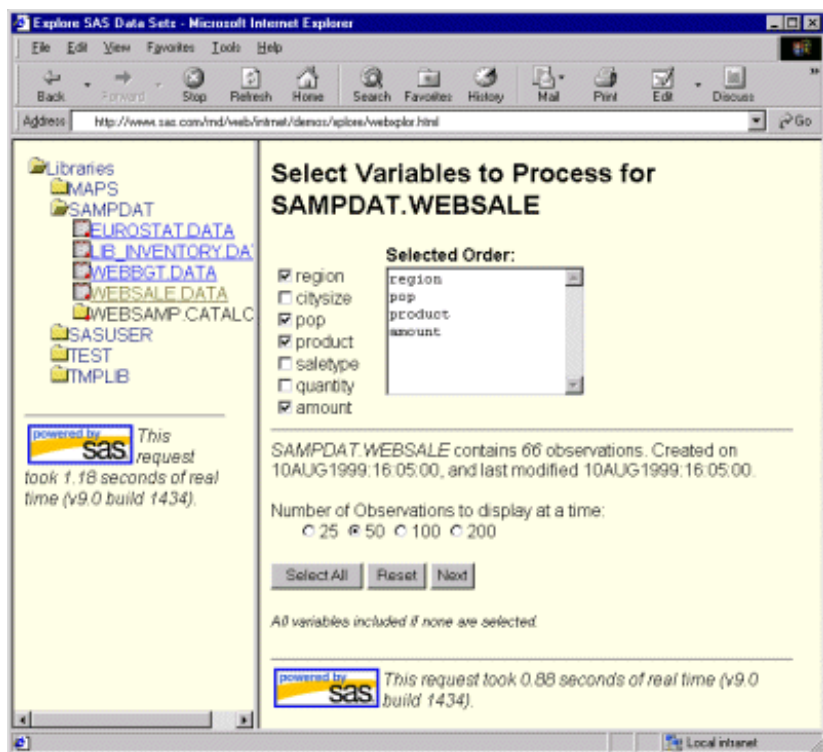 Explore SAS Data Sets - Microsoft Internet Explorer
File Edit View Favorites Tools Help
Back Forward Stop Refresh Home Search Favorites History Mail Print Edit Discuss
Address http://www.sas.com/rnd/web/intrnet/demos/xplore/webxplor.html Go
Libraries
MAPS
SAMPDAT
EUROSTAT.DATA
LIB_INVENTORY.DA
WEBBGT.DATA
WEBSALE.DATA
WEBSAMP.CATALC
SASUSER
TEST
TMPLIB
powered by
sas
This
request
took 1.18 seconds of real
time (v9.0 build 1434).
Select Variables to Process for
SAMPDAT.WEBSALE
Selected Order:
region
citysize
pop
product
saletype
quantity
amount
region
pop
product
amount
SAMPDAT.WEBSALE contains 66 observations. Created on
10AUG1999:16:05:00, and last modified 10AUG1999:16:05:00.
Number of Observations to display at a time:
25 50 100 200
Select All Reset Next
All variables included if none are selected.
powered by
sas
This request took 0.88 seconds of real time (v9.0
build 1434).
Local intranet